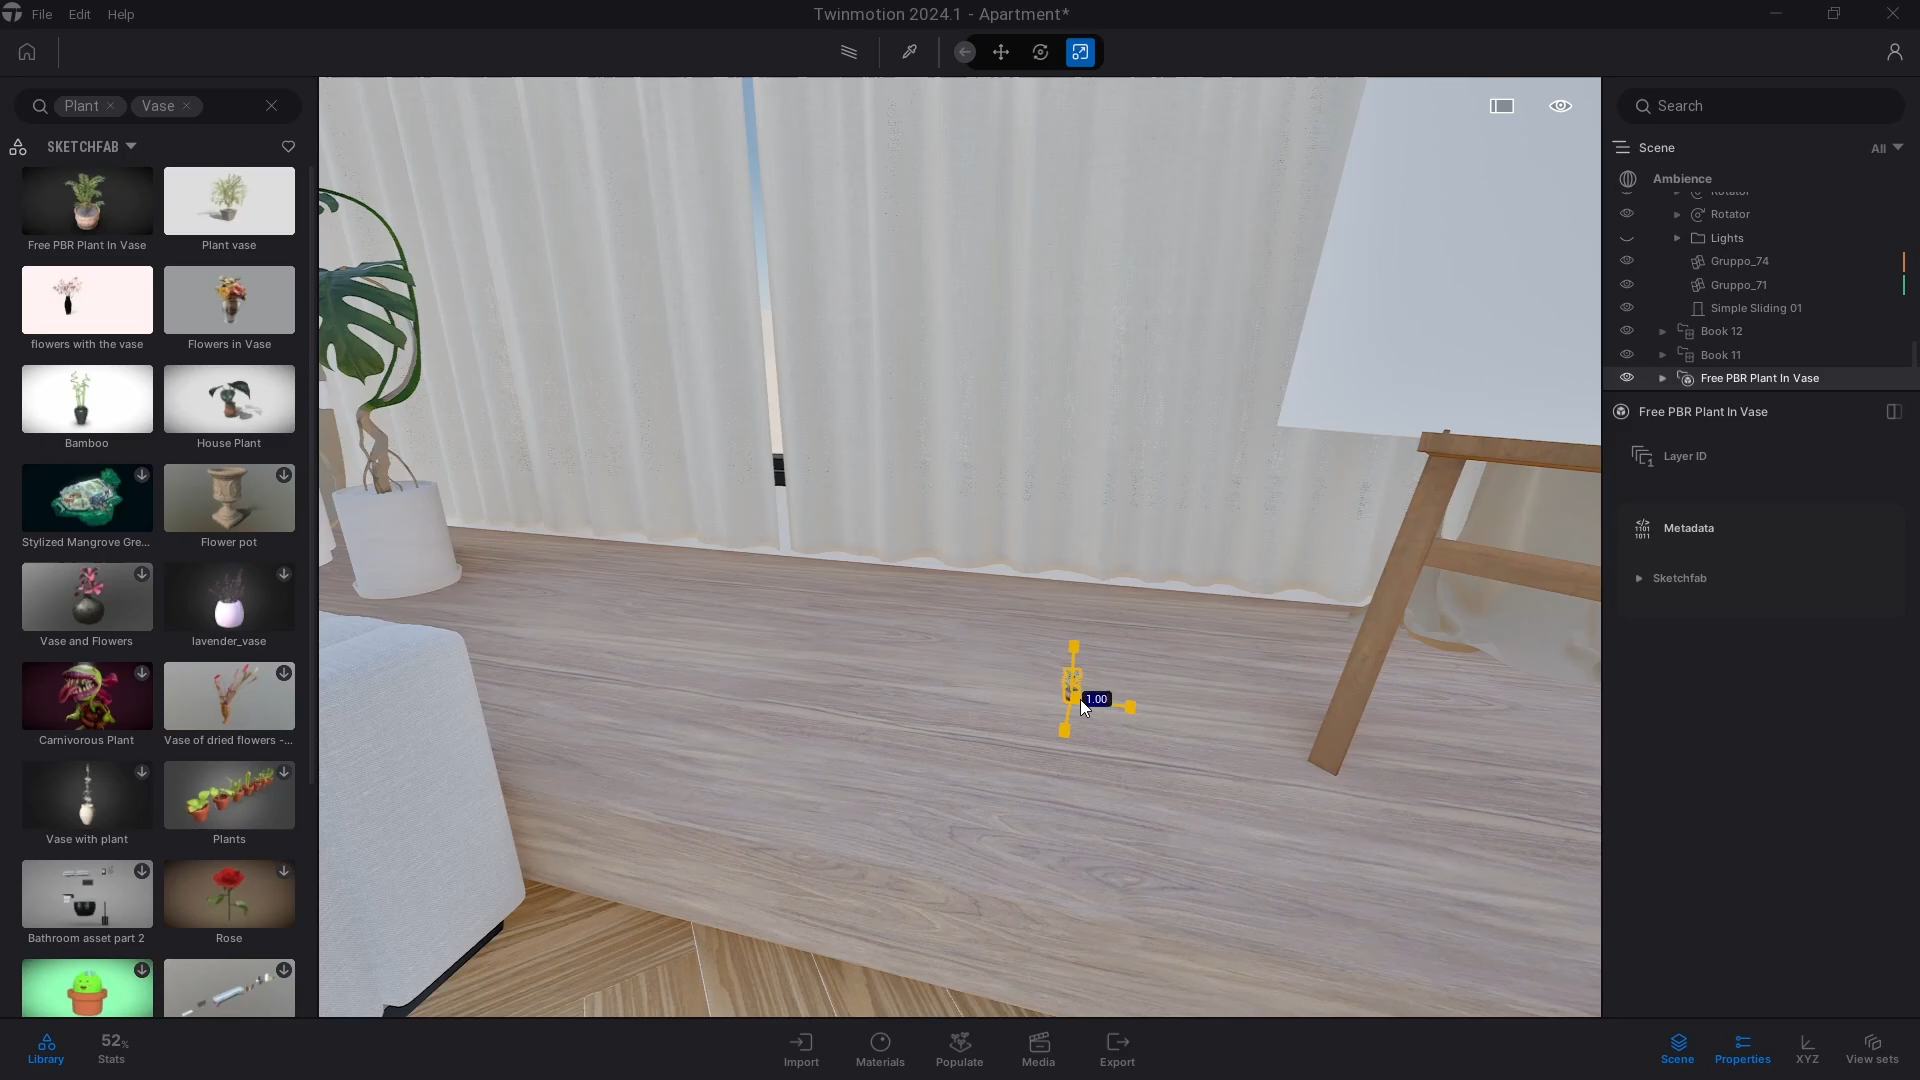 File Edit Help
Twinmotion 2024.1 - Apartment*
Plant Vase
SKETCHFAB
Free PBR Plant In Vase
Plant vase
flowers with the vase
Flowers in Vase
Bamboo
House Plant
Stylized Mangrove Gre...
Flower pot
Vase and Flowers
lavender_vase
Carnivorous Plant
Vase of dried flowers -...
Vase with plant
Plants
Bathroom asset part 2
Rose
1.00
Search
Scene
All
Ambience
Rotator
Rotator
Lights
Gruppo_74
Gruppo_71
Simple Sliding 01
Book 12
Book 11
Free PBR Plant In Vase
Free PBR Plant In Vase
1
Layer ID
</>
1101
1011
Metadata
Sketchfab
Library
52%
Stats
Import
Materials
Populate
Media
Export
Scene
Properties
XYZ
View sets